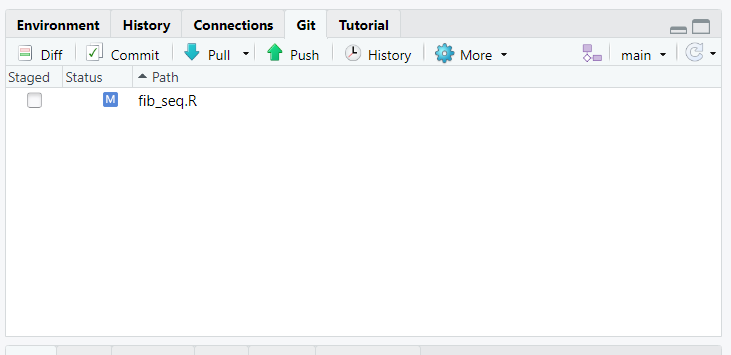 Environment History Connections Git Tutorial
Diff Commit Pull Push History More main
Staged Status Path
M fib_seq.R